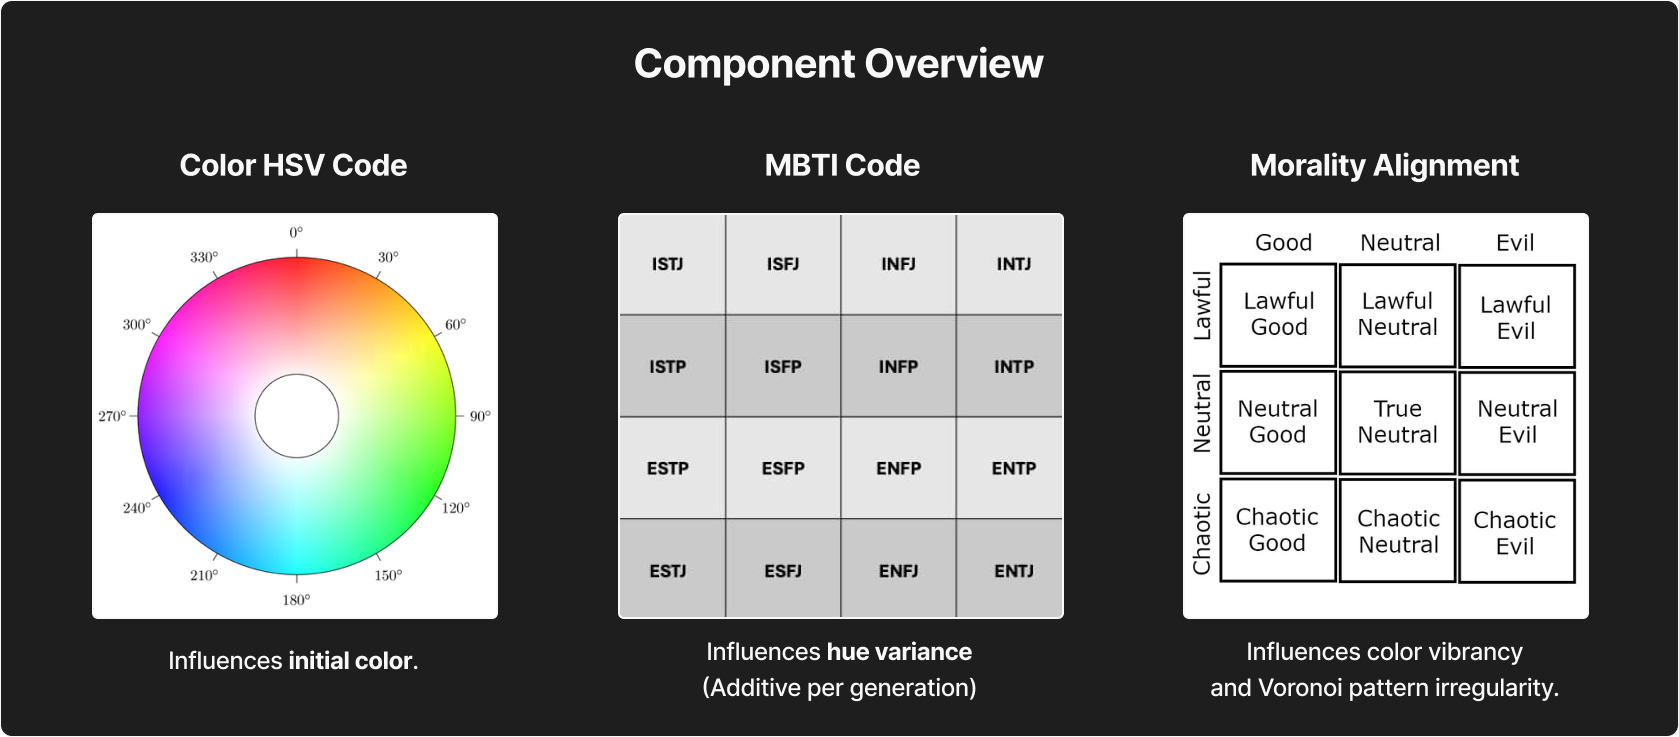 Component Overview
Color HSV Code
0°
330°
30°
300°
60°
270°
90°
240°
120°
210°
150°
180°
Influences initial color.
MBTI Code
ISTJ ISFJ INFJ INTJ
ISTP ISFP INFP INTP
ESTP ESFP ENFP ENTP
ESTJ ESFJ ENFJ ENTJ
Influences hue variance
(Additive per generation)
Morality Alignment
Good Neutral Evil
Lawful
Lawful Good
Lawful Neutral
Lawful Evil
Neutral
Neutral Good
True Neutral
Neutral Evil
Chaotic
Chaotic Good
Chaotic Neutral
Chaotic Evil
Influences color vibrancy
and Voronoi pattern irregularity.